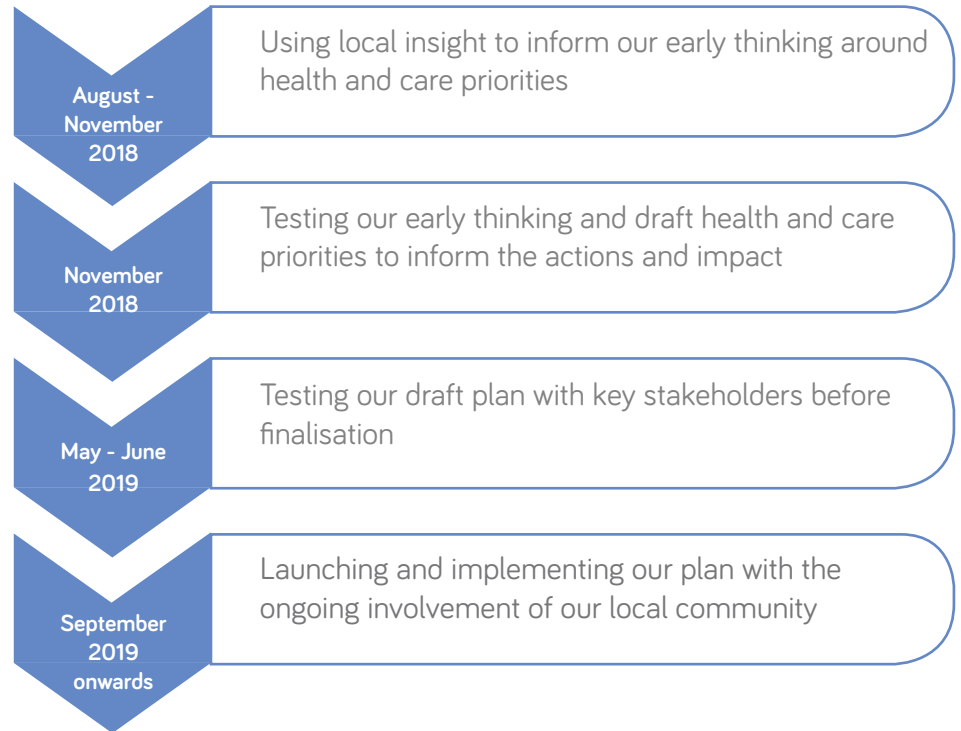 August -
November
2018
Using local insight to inform our early thinking around
health and care priorities
November
2018
Testing our early thinking and draft health and care
priorities to inform the actions and impact
May - June
2019
Testing our draft plan with key stakeholders before
finalisation
September
2019
onwards
Launching and implementing our plan with the
ongoing involvement of our local community